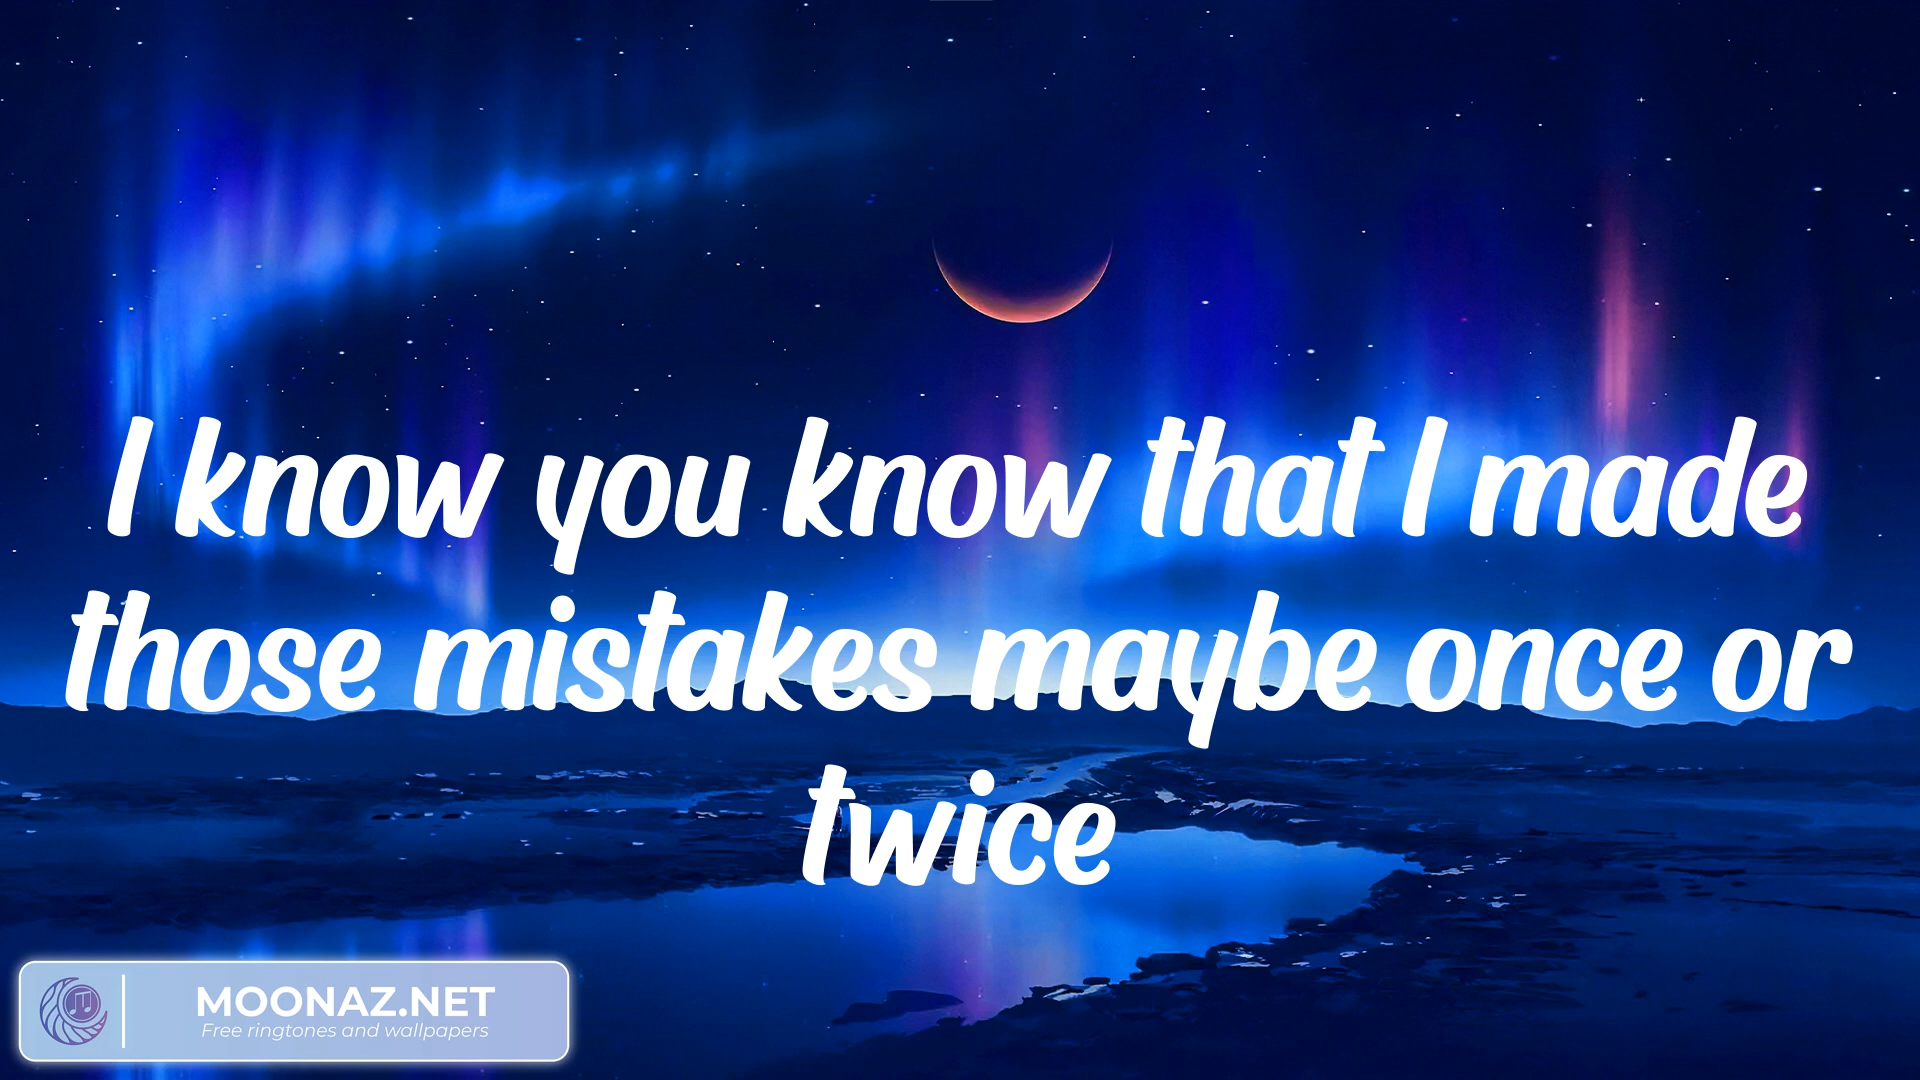 I know you know that I made
those mistakes maybe once or
twice
MOONAZ.NET
Free ringtones and wallpapers